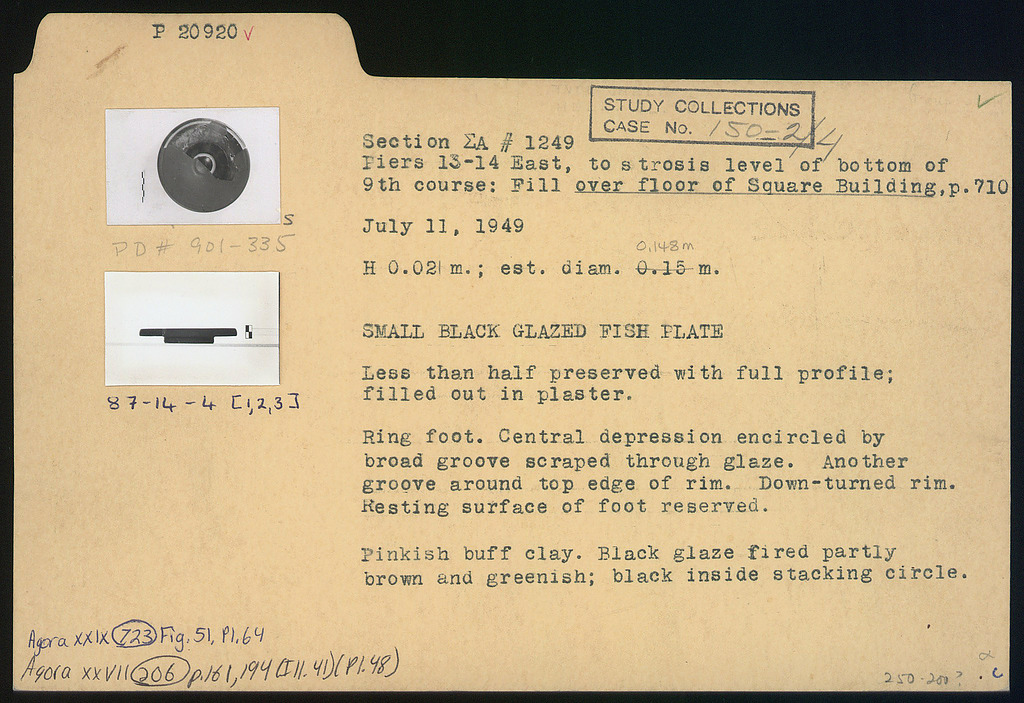 P 20920 ✓
STUDY COLLECTIONS
CASE No. 150-2/4
Section ΣA # 1249
Piers 13-14 East, to strosis level of bottom of
9th course: Fill over floor of Square Building, p.710
S
PD# 901-335
July 11, 1949
0.148m
H 0.021 m.; est. diam. 0.15 m.
SMALL BLACK GLAZED FISH PLATE
87-14-4 [1,2,3]
Less than half preserved with full profile;
filled out in plaster.
Ring foot. Central depression encircled by
broad groove scraped through glaze. Another
groove around top edge of rim. Down-turned rim.
Resting surface of foot reserved.
Pinkish buff clay. Black glaze fired partly
brown and greenish; black inside stacking circle.
Agora XXIX 723 Fig. 51, Pl. 64
Agora XXVII 206 p.161, 194 (Ill. 41) (Pl. 48)
250-200?
. c